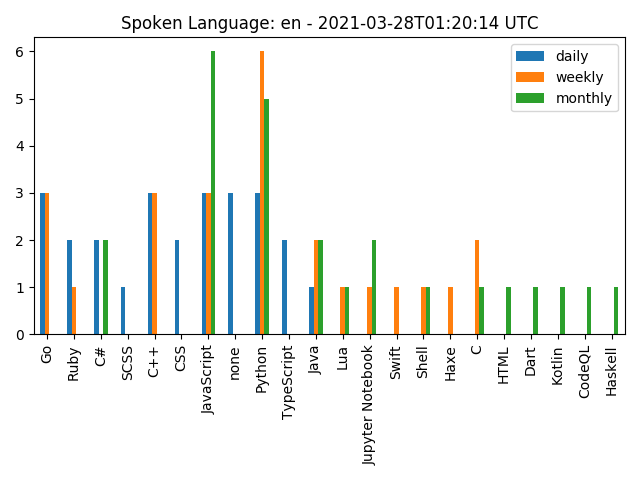 Spoken Language: en - 2021-03-28T01:20:14 UTC
daily
weekly
monthly
6
5
4
3
2
1
0
Go
Ruby
C#
SCSS
C++
CSS
JavaScript
none
Python
TypeScript
Java
Lua
Jupyter Notebook
Swift
Shell
Haxe
C
HTML
Dart
Kotlin
CodeQL
Haskell